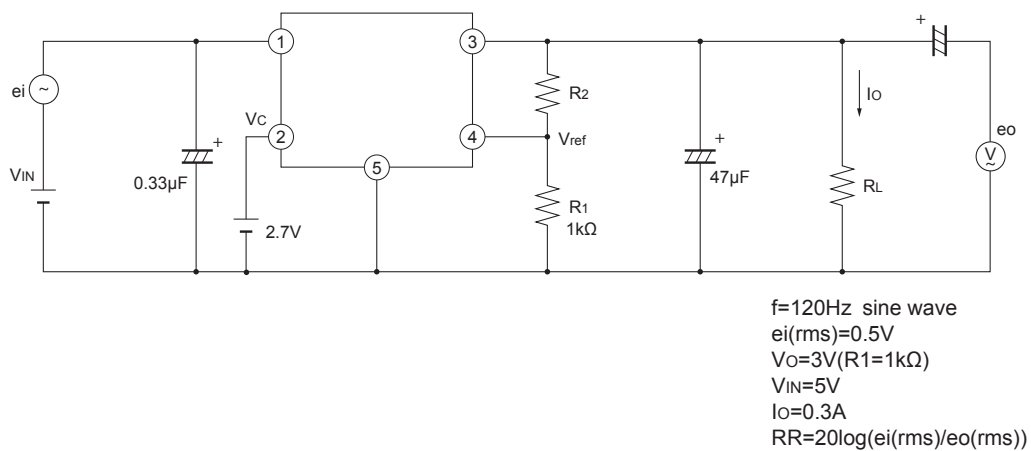 +
1
3
ei
~
R2
IO
VC
2
4
Vref
+
+
eo
V
~
5
VIN
0.33µF
47µF
RL
R1
1kΩ
2.7V
f=120Hz sine wave
ei(rms)=0.5V
VO=3V(R1=1kΩ)
VIN=5V
IO=0.3A
RR=20log(ei(rms)/eo(rms))